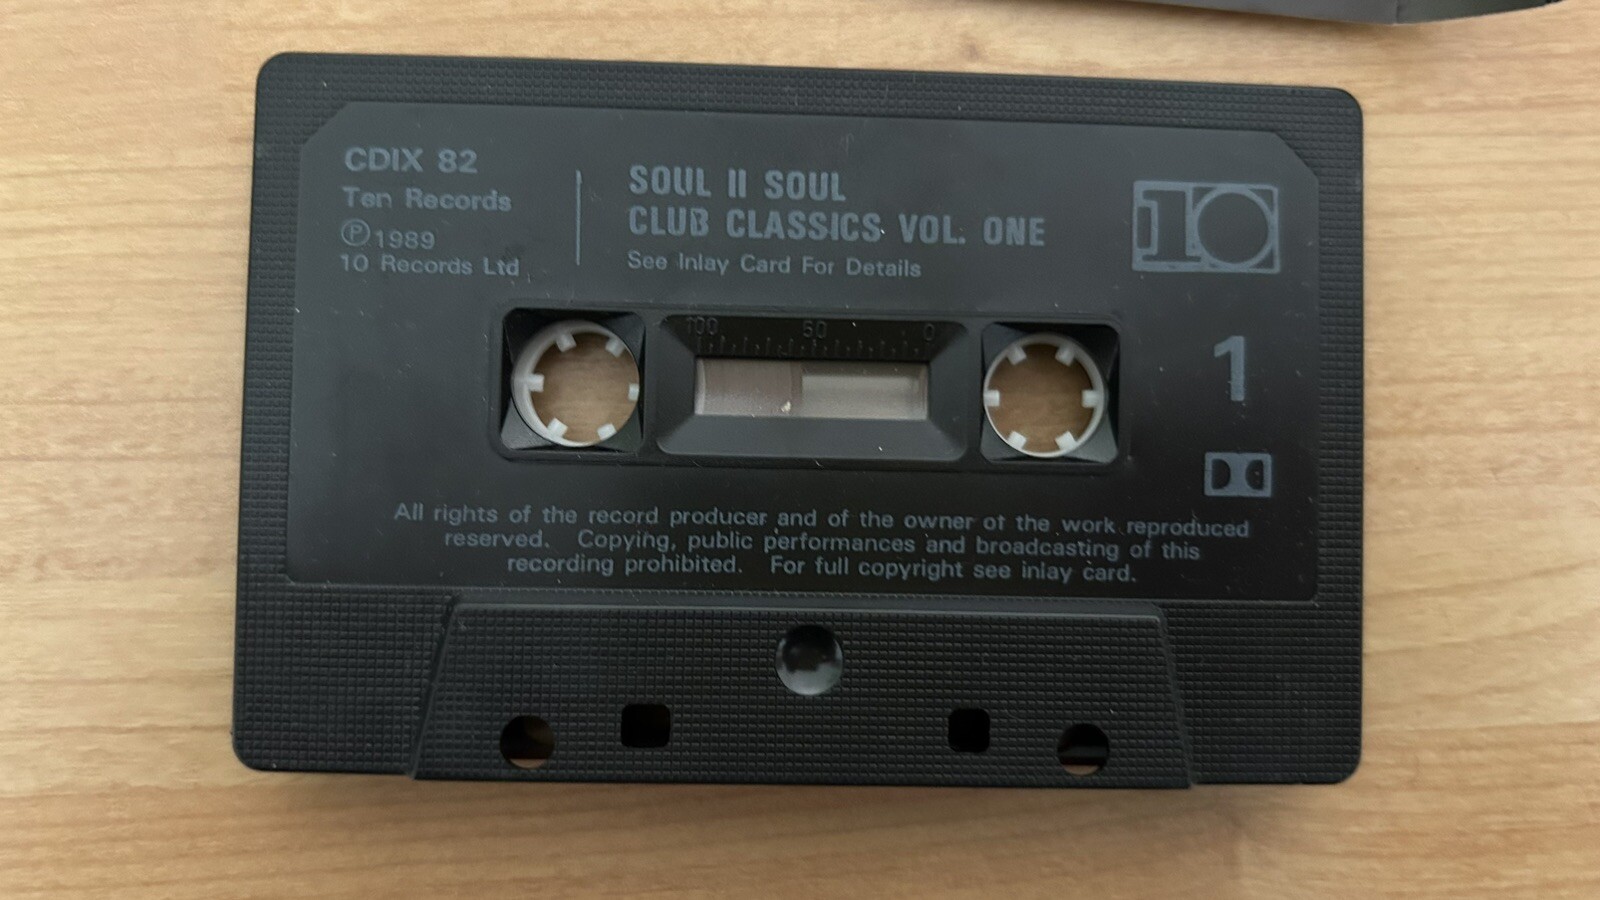 CDIX 82
Ten Records
℗1989
10 Records Ltd
SOUL II SOUL
CLUB CLASSICS VOL. ONE
See Inlay Card For Details
10
100 50 0
1
All rights of the record producer and of the owner of the work reproduced
reserved. Copying, public performances and broadcasting of this
recording prohibited. For full copyright see inlay card.